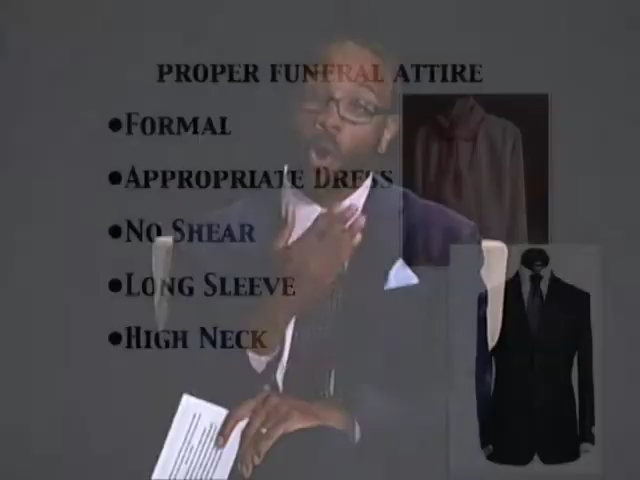 PROPER FUNERAL ATTIRE
●FORMAL
●APPROPRIATE DRESS
●NO SHEAR
●LONG SLEEVE
●HIGH NECK